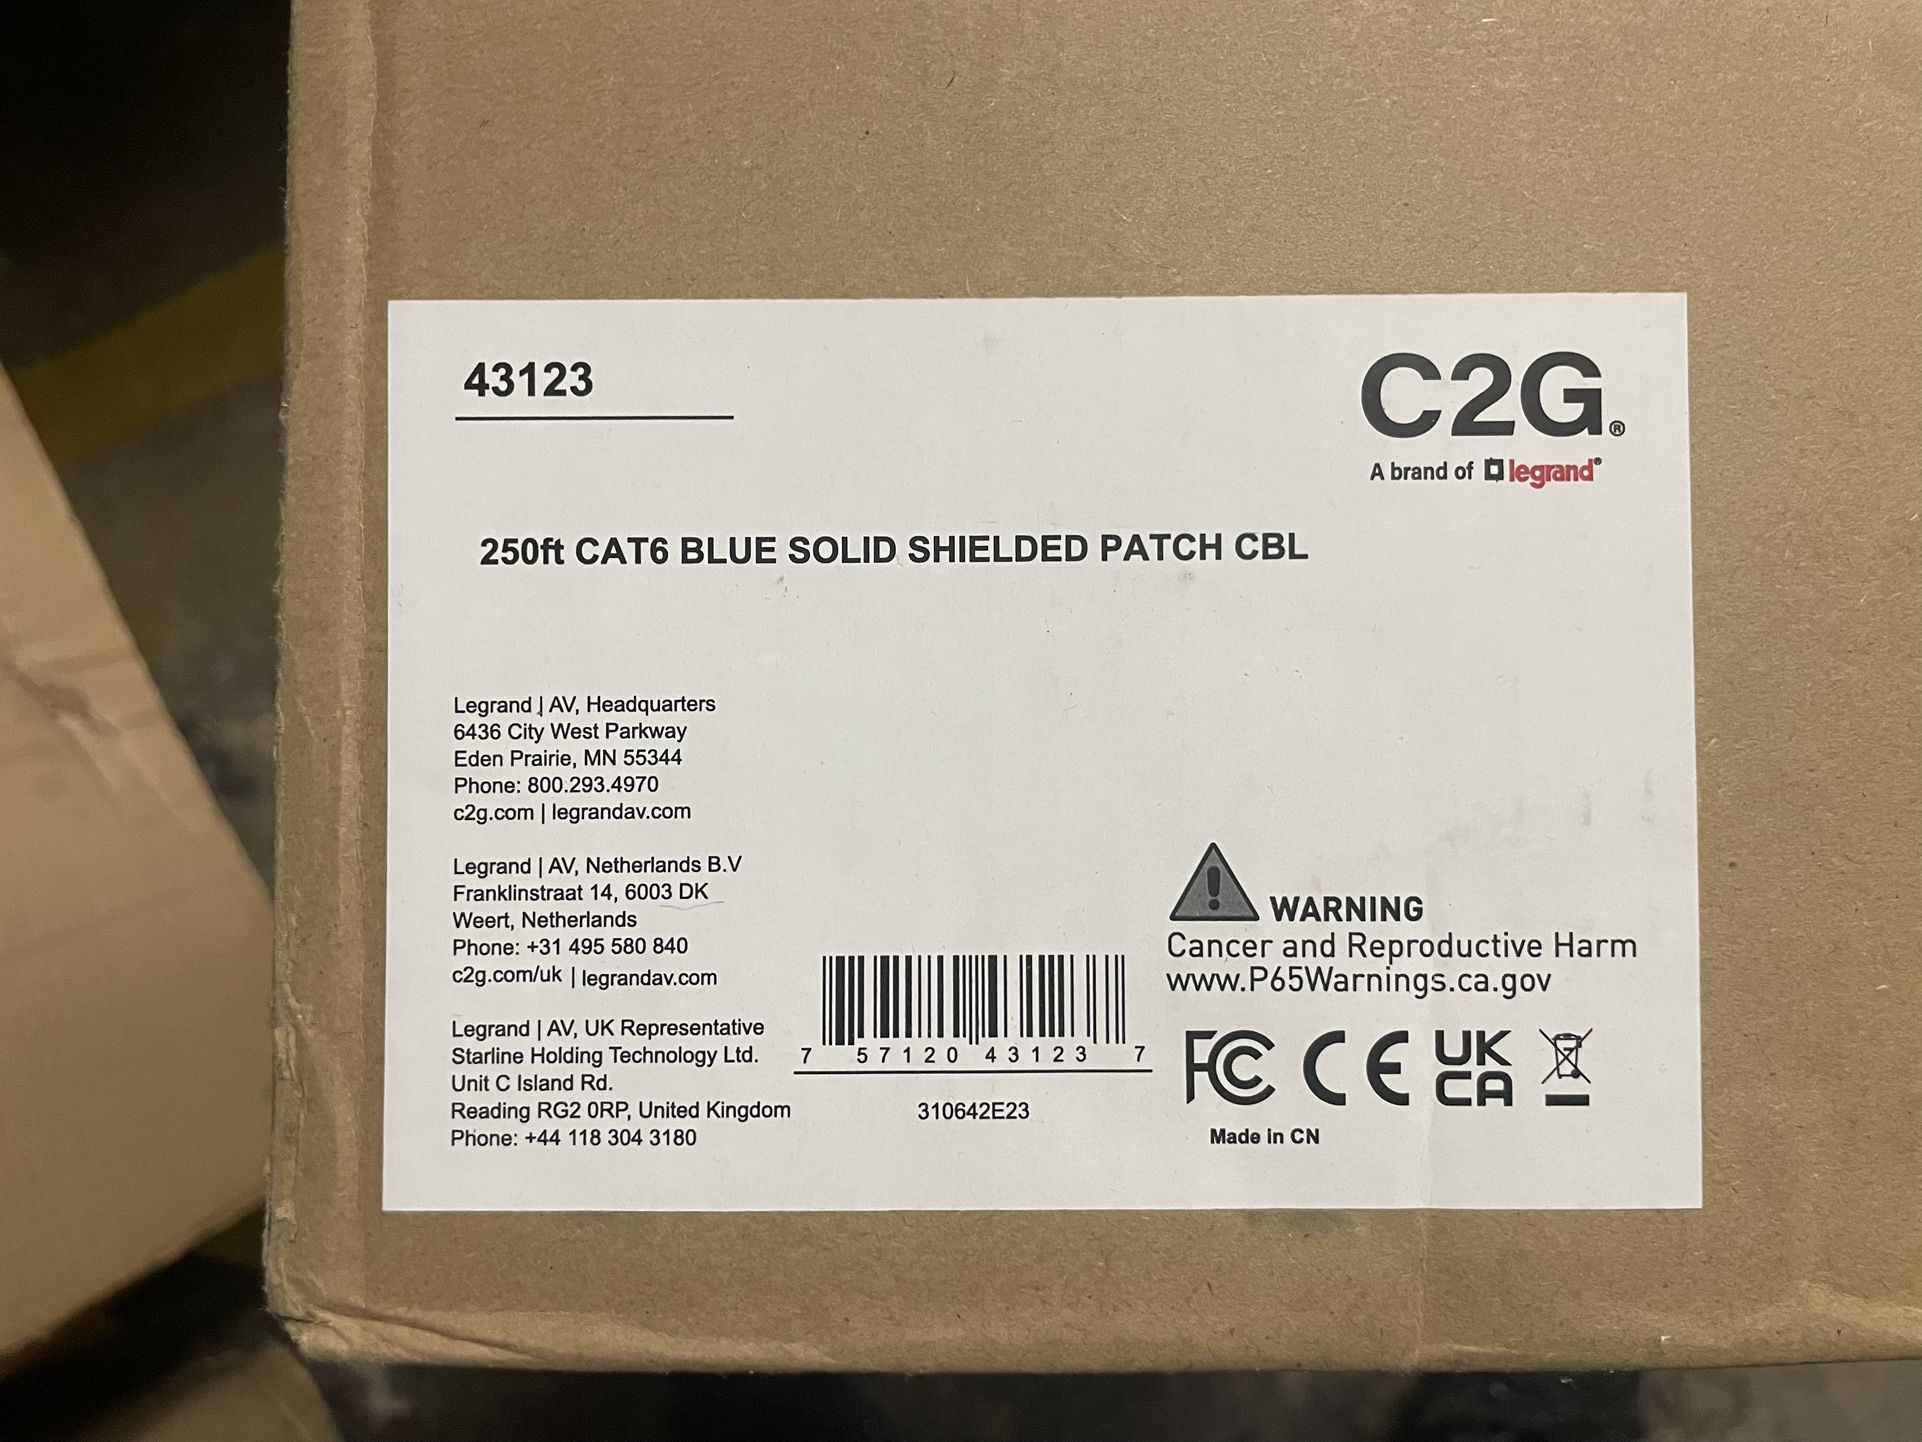 43123
C2G®
A brand of legrand®
250ft CAT6 BLUE SOLID SHIELDED PATCH CBL
Legrand | AV, Headquarters
6436 City West Parkway
Eden Prairie, MN 55344
Phone: 800.293.4970
c2g.com | legrandav.com
Legrand | AV, Netherlands B.V
Franklinstraat 14, 6003 DK
Weert, Netherlands
Phone: +31 495 580 840
c2g.com/uk | legrandav.com
Legrand | AV, UK Representative
Starline Holding Technology Ltd.
Unit C Island Rd.
Reading RG2 0RP, United Kingdom
Phone: +44 118 304 3180
7 57120 43123 7
310642E23
WARNING
Cancer and Reproductive Harm
www.P65Warnings.ca.gov
FC CE UK
CA
Made in CN